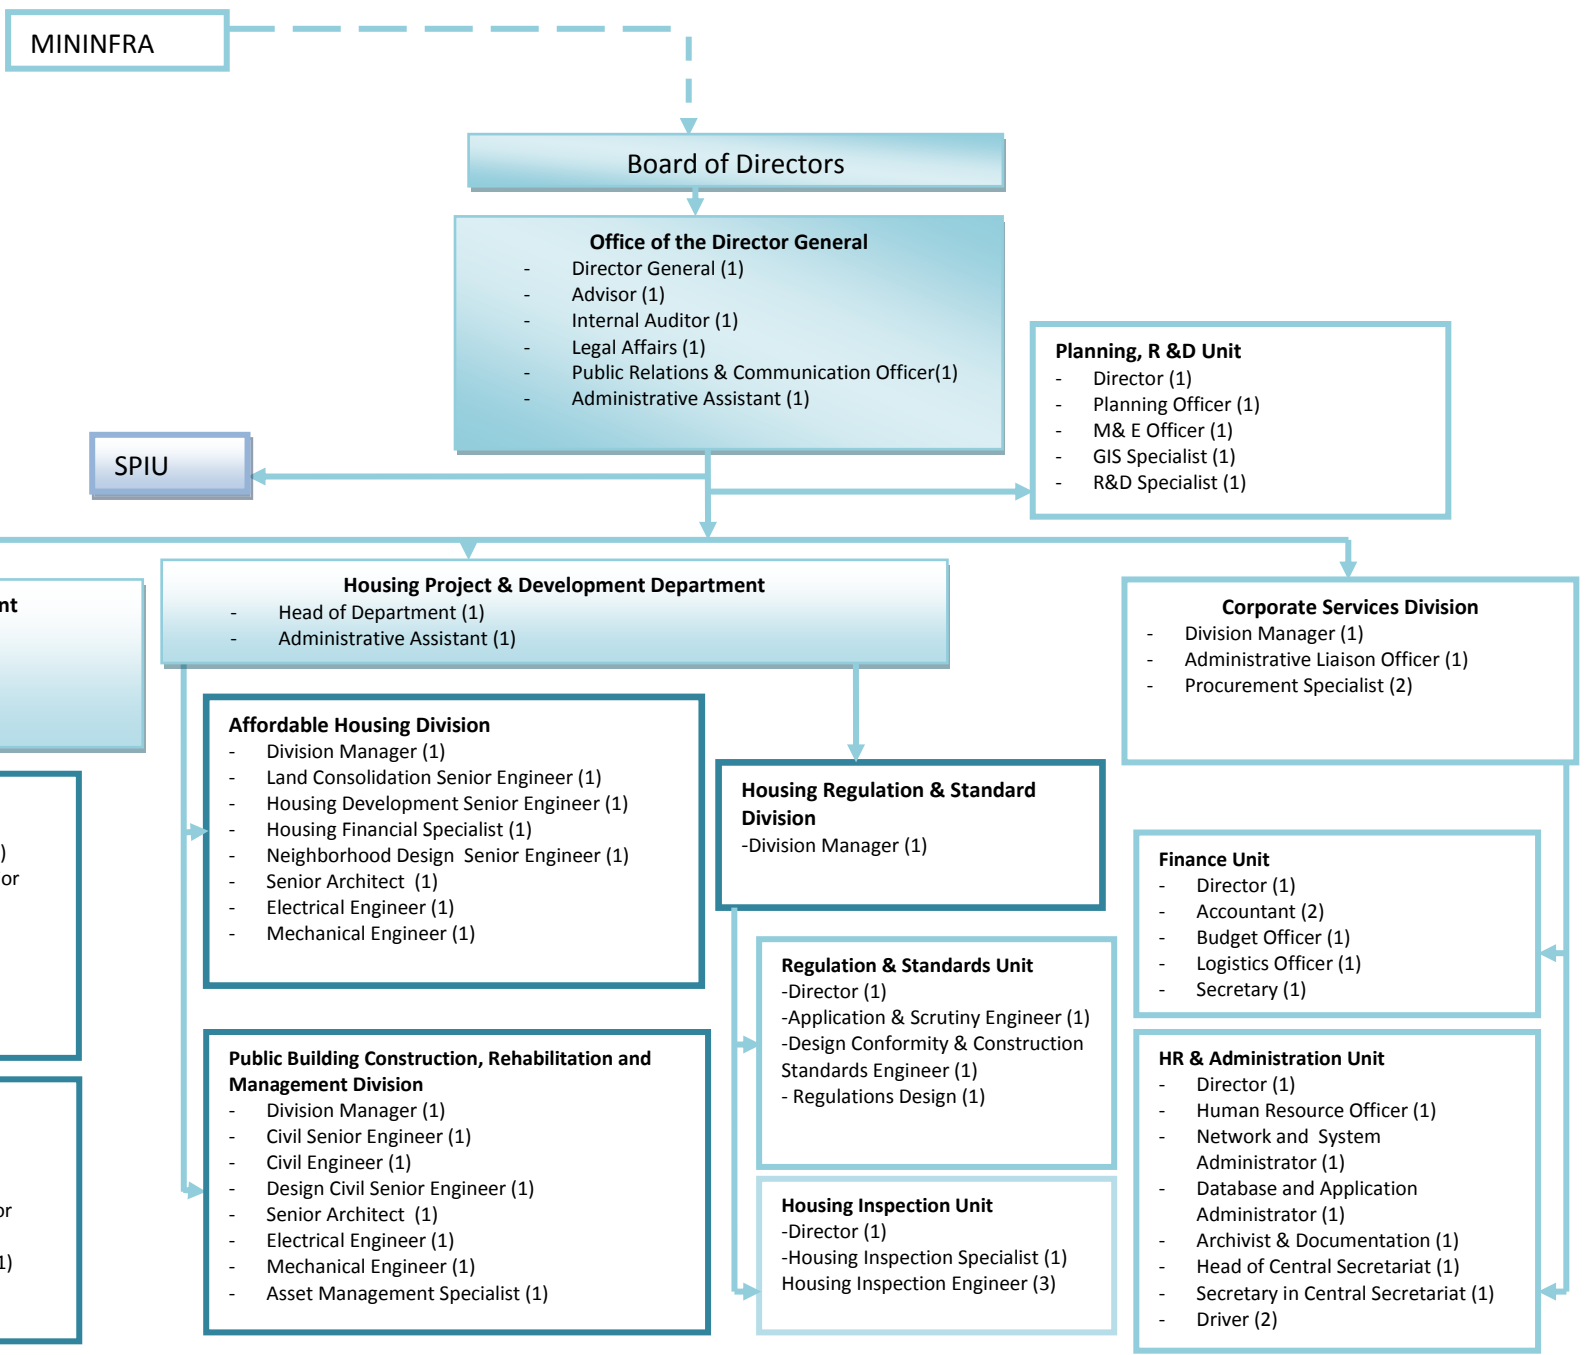 MININFRA
Board of Directors
Office of the Director General
- Director General (1)
- Advisor (1)
- Internal Auditor (1)
- Legal Affairs (1)
- Public Relations & Communication Officer(1)
- Administrative Assistant (1)
Planning, R &D Unit
- Director (1)
- Planning Officer (1)
- M& E Officer (1)
- GIS Specialist (1)
- R&D Specialist (1)
SPIU
nt
)
or
or
1)
Housing Project & Development Department
- Head of Department (1)
- Administrative Assistant (1)
Affordable Housing Division
- Division Manager (1)
- Land Consolidation Senior Engineer (1)
- Housing Development Senior Engineer (1)
- Housing Financial Specialist (1)
- Neighborhood Design Senior Engineer (1)
- Senior Architect (1)
- Electrical Engineer (1)
- Mechanical Engineer (1)
Public Building Construction, Rehabilitation and
Management Division
- Division Manager (1)
- Civil Senior Engineer (1)
- Civil Engineer (1)
- Design Civil Senior Engineer (1)
- Senior Architect (1)
- Electrical Engineer (1)
- Mechanical Engineer (1)
- Asset Management Specialist (1)
Housing Regulation & Standard
Division
-Division Manager (1)
Regulation & Standards Unit
-Director (1)
-Application & Scrutiny Engineer (1)
-Design Conformity & Construction
Standards Engineer (1)
- Regulations Design (1)
Housing Inspection Unit
-Director (1)
-Housing Inspection Specialist (1)
Housing Inspection Engineer (3)
Corporate Services Division
- Division Manager (1)
- Administrative Liaison Officer (1)
- Procurement Specialist (2)
Finance Unit
- Director (1)
- Accountant (2)
- Budget Officer (1)
- Logistics Officer (1)
- Secretary (1)
HR & Administration Unit
- Director (1)
- Human Resource Officer (1)
- Network and System
Administrator (1)
- Database and Application
Administrator (1)
- Archivist & Documentation (1)
- Head of Central Secretariat (1)
- Secretary in Central Secretariat (1)
- Driver (2)